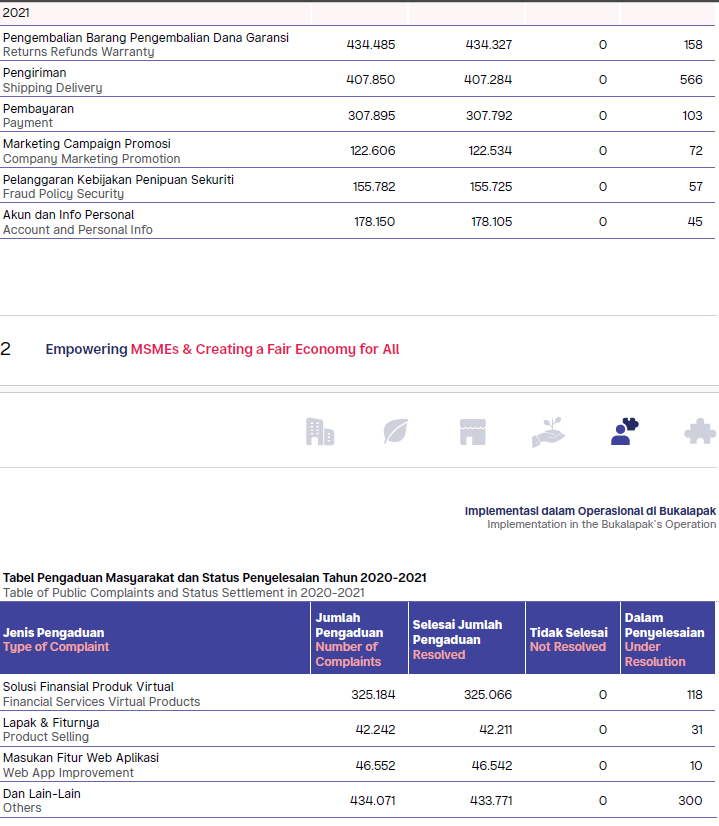 2021
Pengembalian Barang Pengembalian Dana Garansi
Returns Refunds Warranty
434.485 434.327 0 158
Pengiriman
Shipping Delivery
407.850 407.284 0 566
Pembayaran
Payment
307.895 307.792 0 103
Marketing Campaign Promosi
Company Marketing Promotion
122.606 122.534 0 72
Pelanggaran Kebijakan Penipuan Sekuriti
Fraud Policy Security
155.782 155.725 0 57
Akun dan Info Personal
Account and Personal Info
178.150 178.105 0 45
2 Empowering MSMEs & Creating a Fair Economy for All
Implementasi dalam Operasional di Bukalapak
Implementation in the Bukalapak's Operation
Tabel Pengaduan Masyarakat dan Status Penyelesaian Tahun 2020-2021
Table of Public Complaints and Status Settlement in 2020-2021
Jenis Pengaduan
Type of Complaint
Jumlah
Pengaduan
Number of
Complaints
Selesai Jumlah
Pengaduan
Resolved
Tidak Selesai
Not Resolved
Dalam
Penyelesaian
Under
Resolution
Solusi Finansial Produk Virtual
Financial Services Virtual Products
325.184 325.066 0 118
Lapak & Fiturnya
Product Selling
42.242 42.211 0 31
Masukan Fitur Web Aplikasi
Web App Improvement
46.552 46.542 0 10
Dan Lain-Lain
Others
434.071 433.771 0 300